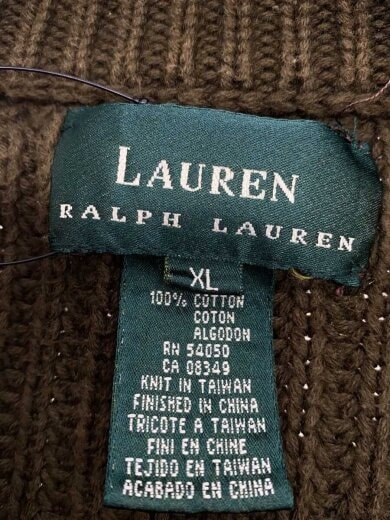 LAUREN
RALPH LAUREN
XL
100% COTTON
COTON
ALGODON
RN 54050
CA 08349
KNIT IN TAIWAN
FINISHED IN CHINA
TRICOTE A TAIWAN
FINI EN CHINE
TEJIDO EN TAIWAN
ACABADO EN CHINA